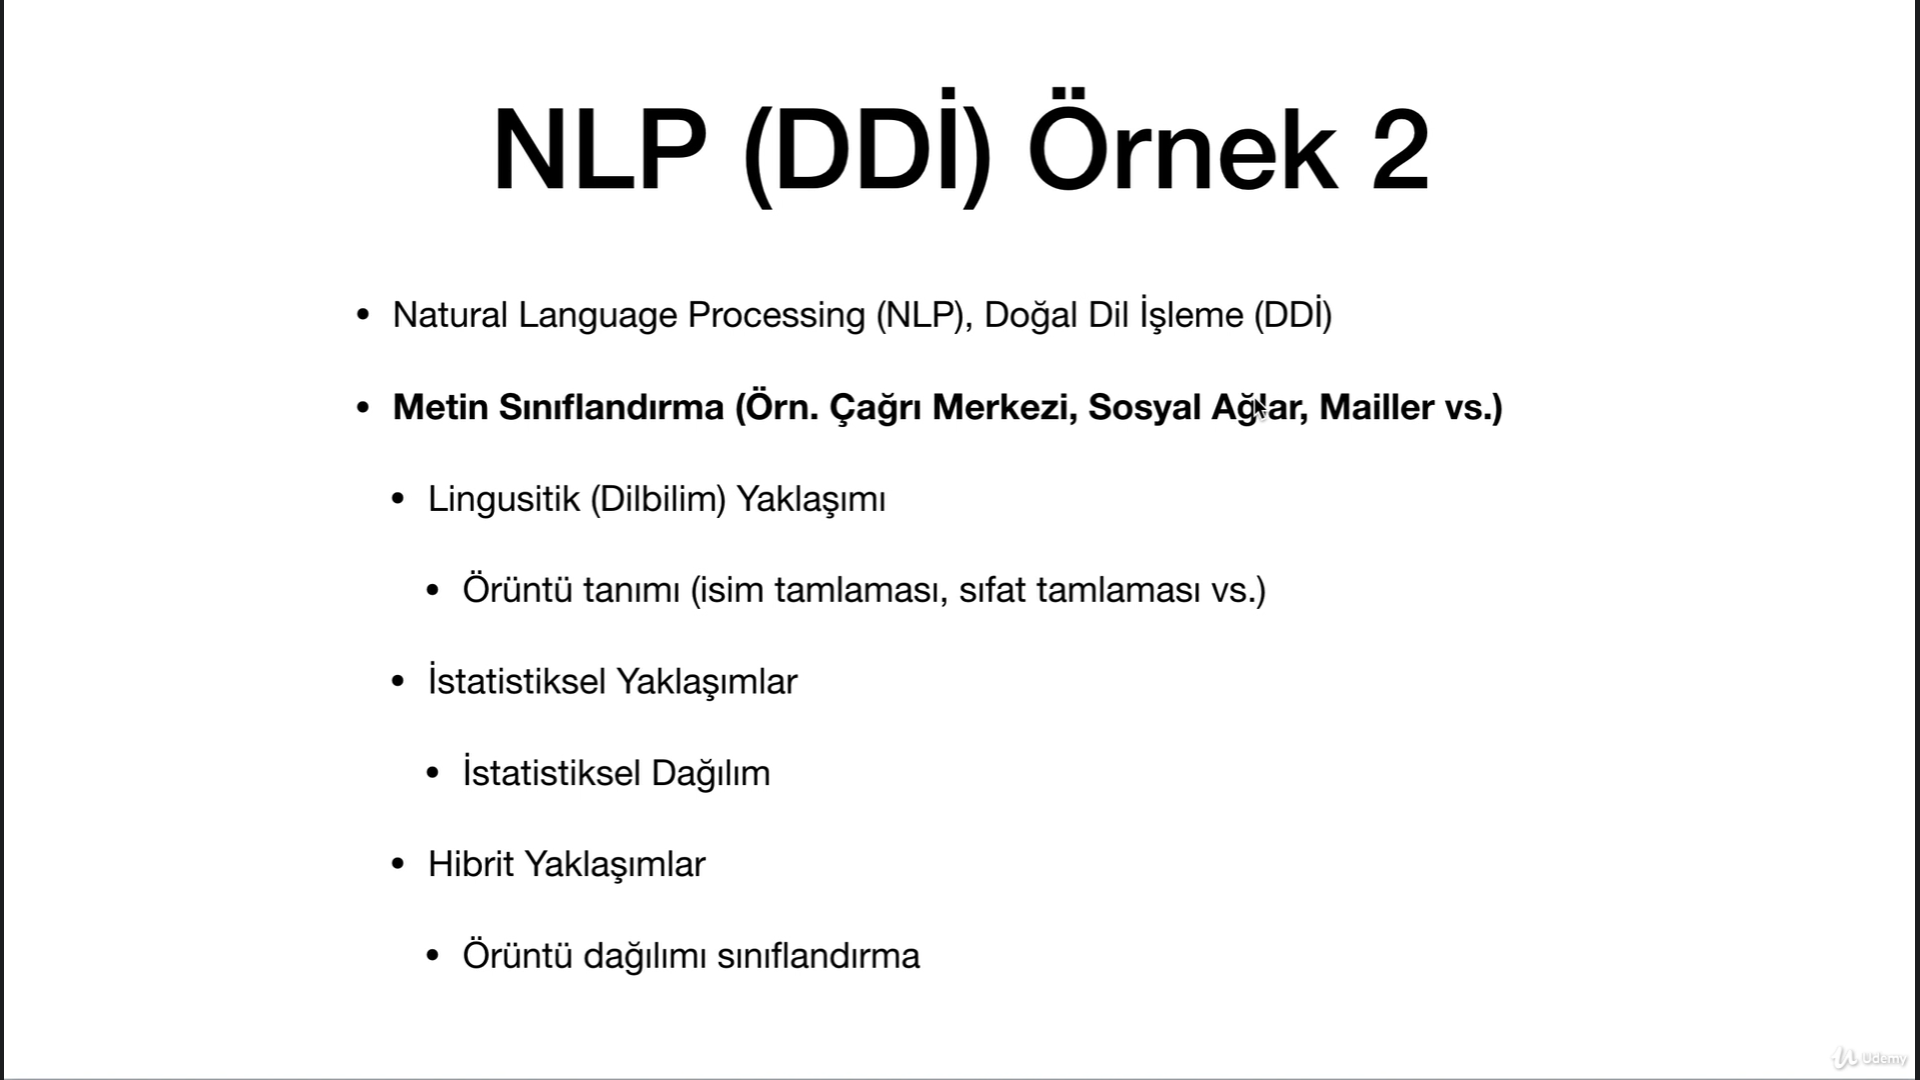 NLP (DDİ) Örnek 2
• Natural Language Processing (NLP), Doğal Dil İşleme (DDİ)
• Metin Sınıflandırma (Örn. Çağrı Merkezi, Sosyal Ağlar, Mailler vs.)
• Lingusitik (Dilbilim) Yaklaşımı
• Örüntü tanımı (isim tamlaması, sıfat tamlaması vs.)
• İstatistiksel Yaklaşımlar
• İstatistiksel Dağılım
• Hibrit Yaklaşımlar
• Örüntü dağılımı sınıflandırma
Udemy